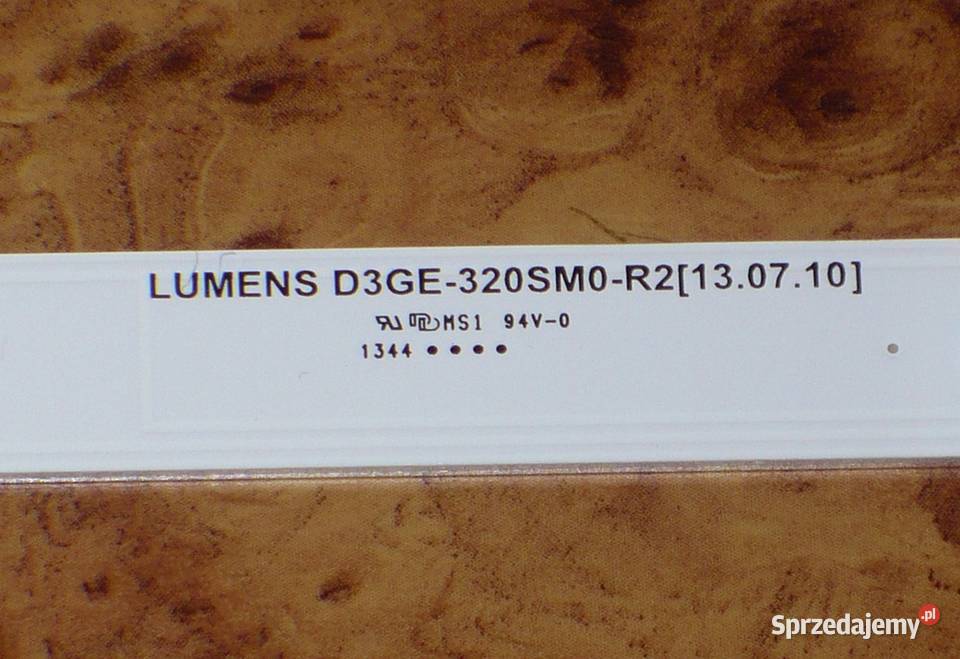 LUMENS D3GE-320SM0-R2[13.07.10]
MS1 94V-0
1344 ● ● ● ●
Sprzedajemy.pl